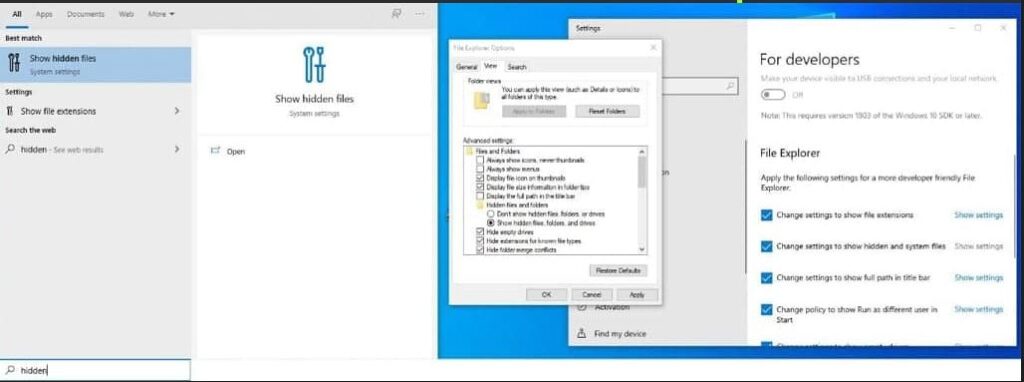 All Apps Documents Web More
Best match
Show hidden files
System settings
Settings
Show file extensions
Search the web
hidden - See web results
hidden
Show hidden files
System settings
Open
File Explorer Options
General View Search
Folder views
You can apply this view (such as Details or Icons) to
all folders of this type.
Apply to Folders Reset Folders
Advanced settings:
Files and Folders
Always show icons, never thumbnails
Always show menus
Display file icon on thumbnails
Display file size information in folder tips
Display the full path in the title bar
Hidden files and folders
Don't show hidden files, folders, or drives
Show hidden files, folders, and drives
Hide empty drives
Hide extensions for known file types
Hide folder merge conflicts
Restore Defaults
OK Cancel Apply
Settings
Activation
Find my device
For developers
Make your device visible to USB connections and your local network.
Off
Note: This requires version 1903 of the Windows 10 SDK or later.
File Explorer
Apply the following settings for a more developer friendly File
Explorer.
Change settings to show file extensions Show settings
Change settings to show hidden and system files Show settings
Change settings to show full path in title bar Show settings
Change policy to show Run as different user in Show settings
Start